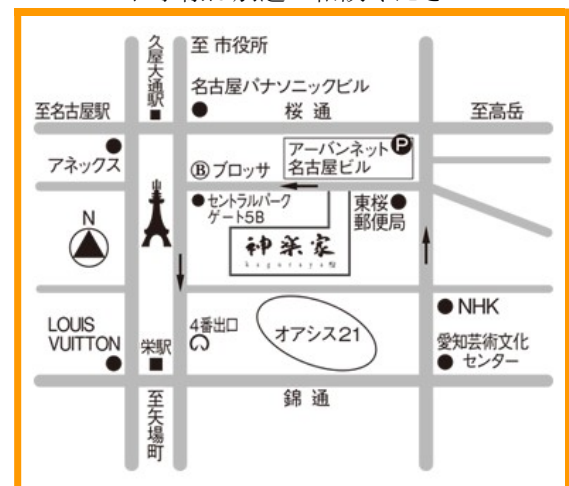 至 市役所
久屋大通駅
名古屋パナソニックビル
至名古屋駅
桜 通
至高岳
アネックス
Ⓑ ブロッサ
アーバンネット
名古屋ビル
P
セントラルパーク
ゲート5B
東桜
郵便局
N
神楽家
kaguraya
NHK
LOUIS
VUITTON
栄駅
4番出口
オアシス21
愛知芸術文化
センター
錦 通
至矢場町